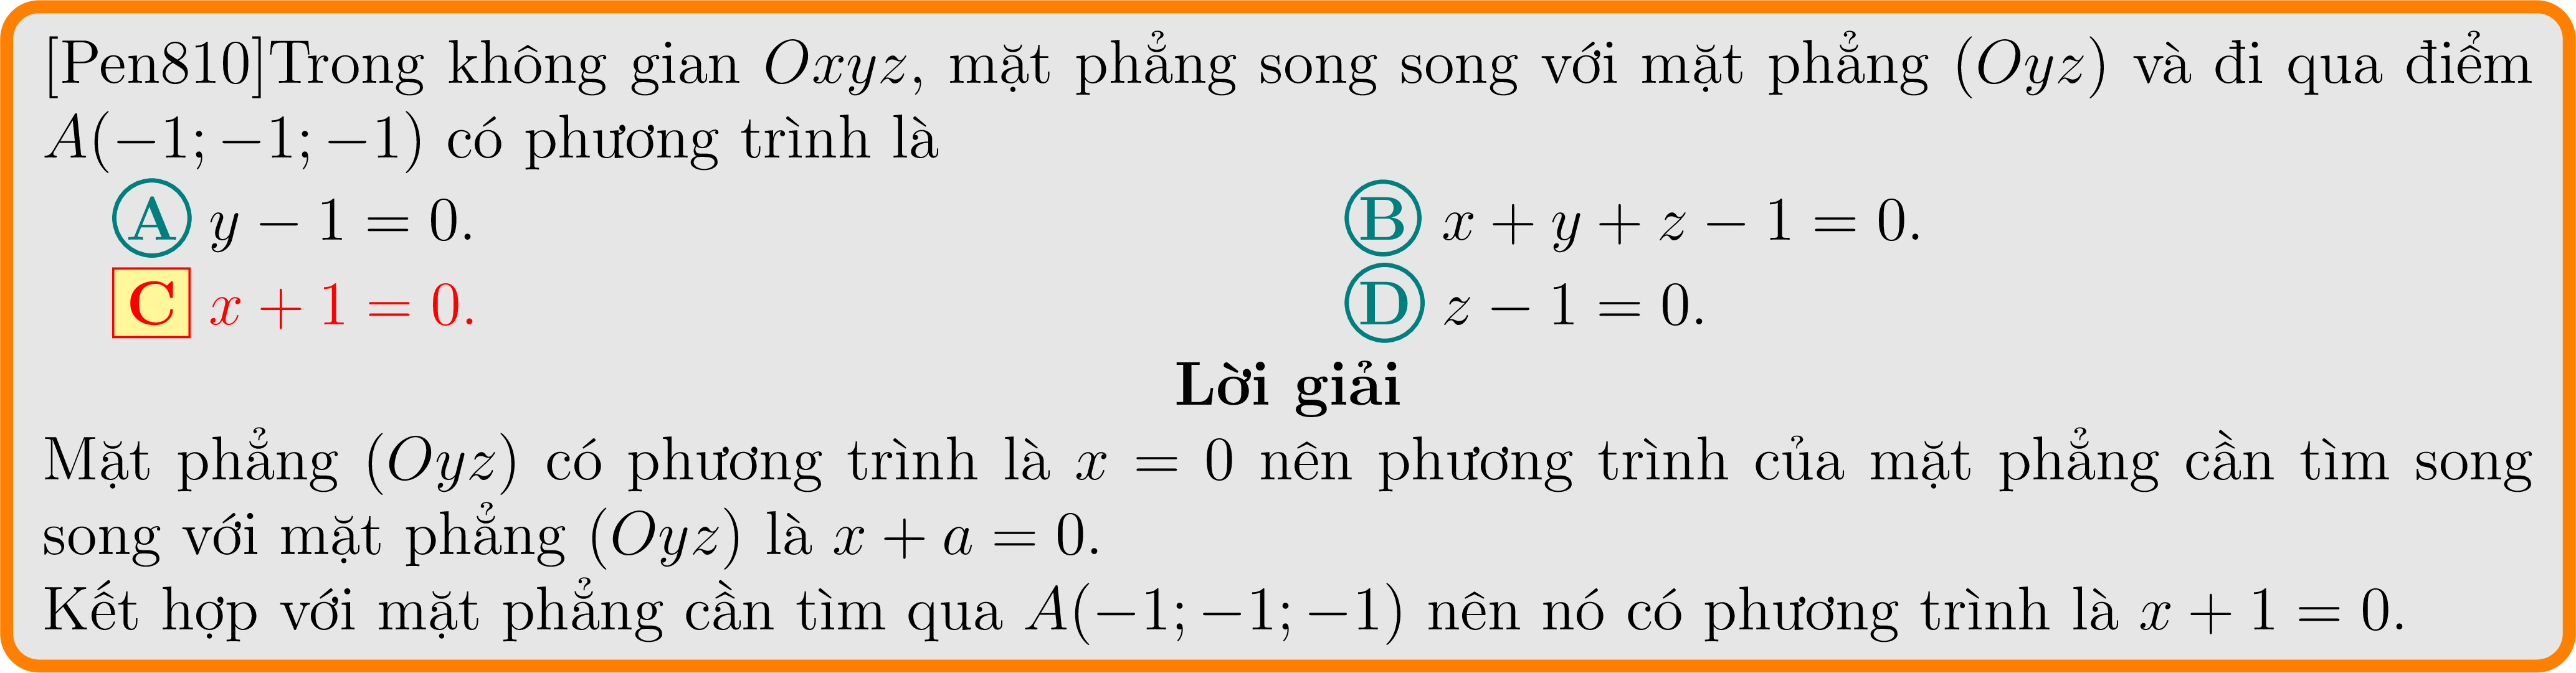 [Pen810]Trong không gian Oxyz, mặt phẳng song song với mặt phẳng (Oyz) và đi qua điểm
A(−1; −1; −1) có phương trình là
A y − 1 = 0. B x + y + z − 1 = 0.
C x + 1 = 0. D z − 1 = 0.
Lời giải
Mặt phẳng (Oyz) có phương trình là x = 0 nên phương trình của mặt phẳng cần tìm song
song với mặt phẳng (Oyz) là x + a = 0.
Kết hợp với mặt phẳng cần tìm qua A(−1; −1; −1) nên nó có phương trình là x + 1 = 0.